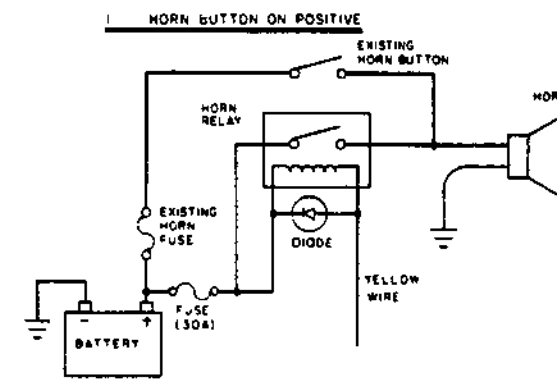 1 HORN BUTTON ON POSITIVE
EXISTING
HORN BUTTON
HORN
RELAY
HOR
EXISTING
HORN
FUSE
DIODE
YELLOW
WIRE
FUSE
(30A)
- +
BATTERY